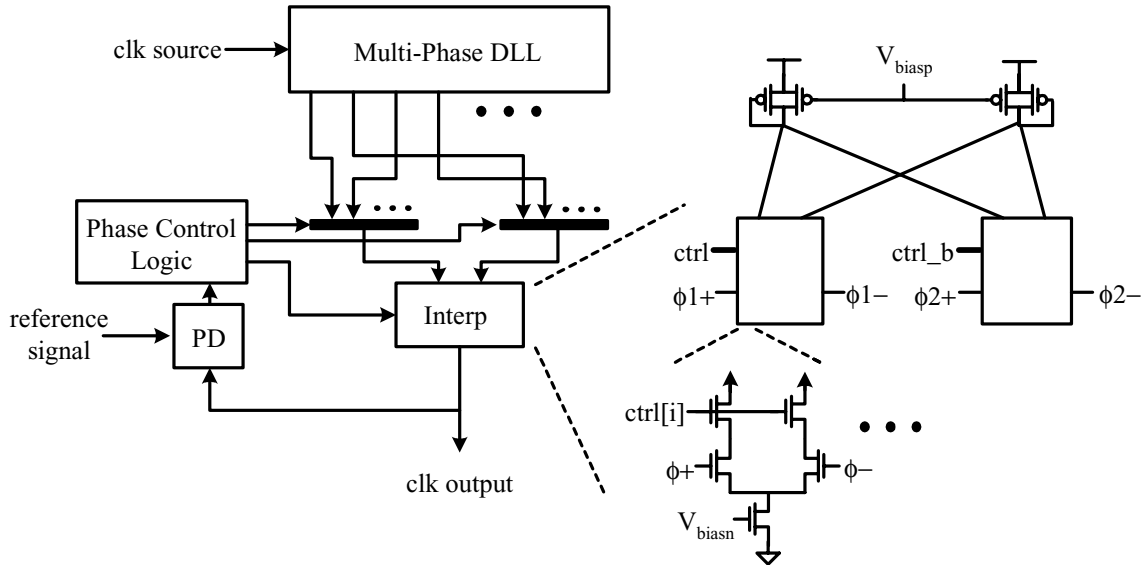 clk source
Multi-Phase DLL
V_biasp
Phase Control
Logic
ctrl
ctrl_b
ϕ1+
ϕ1−
ϕ2+
ϕ2−
reference
signal
PD
Interp
ctrl[i]
ϕ+
ϕ−
clk output
V_biasn